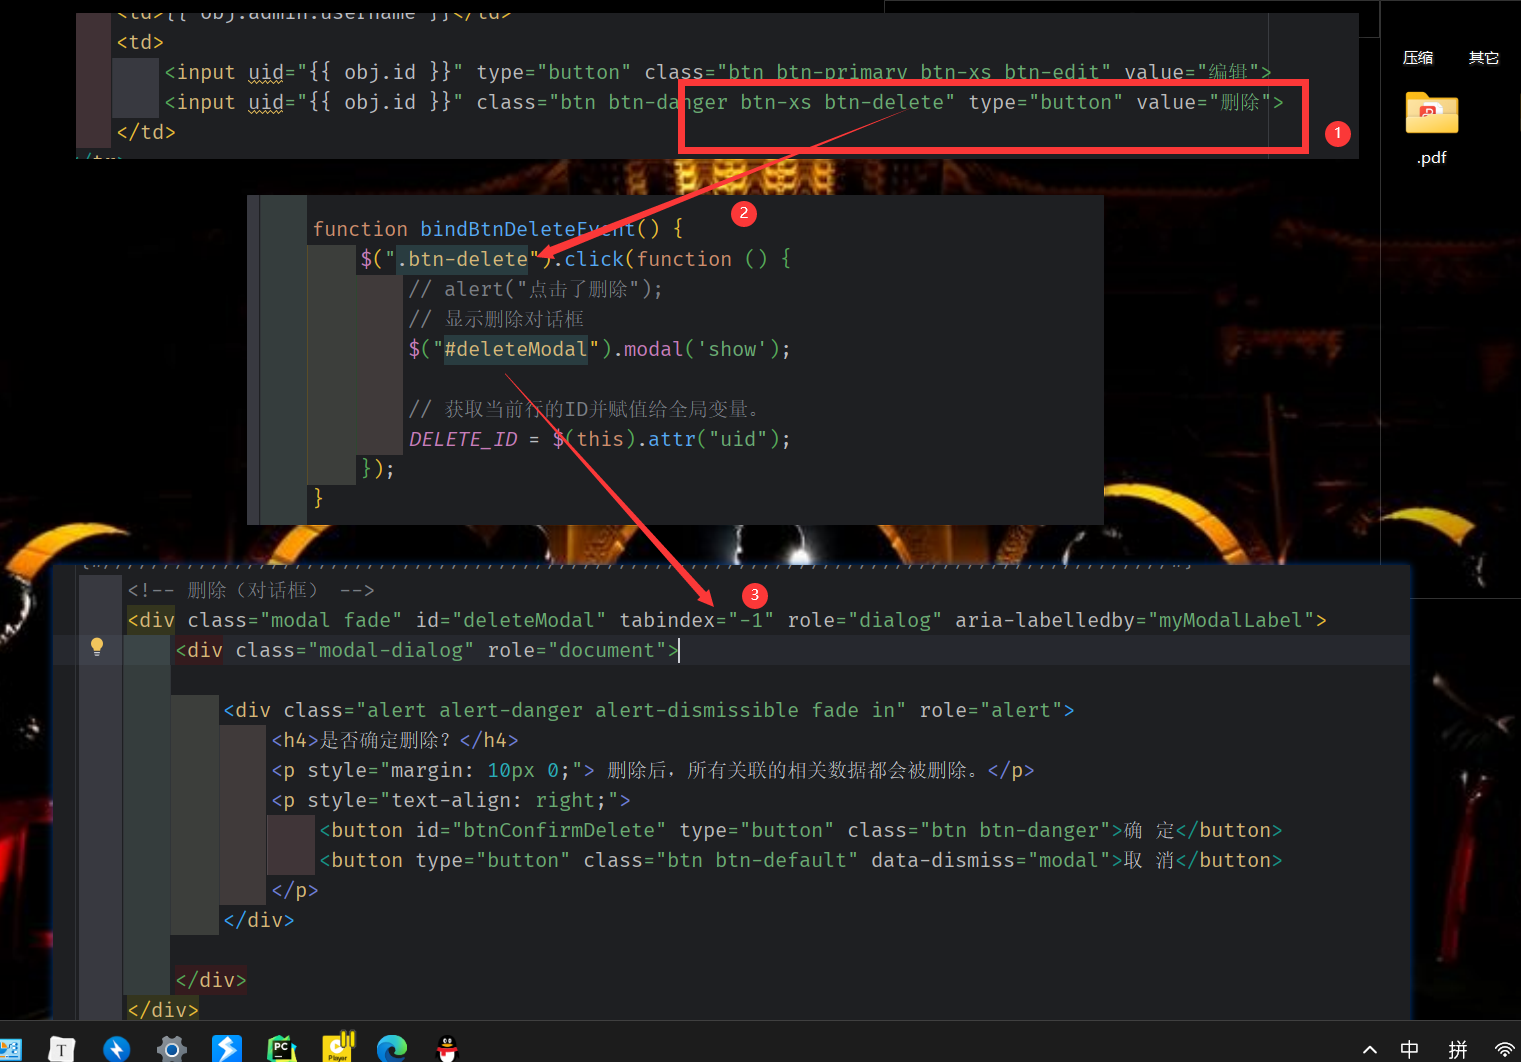 <td>{{ obj.admin.username }}</td>
<td>
<input uid="{{ obj.id }}" type="button" class="btn btn-primary btn-xs btn-edit" value="编辑">
<input uid="{{ obj.id }}" class="btn btn-danger btn-xs btn-delete" type="button" value="删除">
</td>
1
压缩 其它
.pdf
2
function bindBtnDeleteEvent() {
$(".btn-delete").click(function () {
// alert("点击了删除");
// 显示删除对话框
$("#deleteModal").modal('show');
// 获取当前行的ID并赋值给全局变量。
DELETE_ID = $(this).attr("uid");
});
}
3
<!-- 删除（对话框） -->
<div class="modal fade" id="deleteModal" tabindex="-1" role="dialog" aria-labelledby="myModalLabel">
<div class="modal-dialog" role="document">
<div class="alert alert-danger alert-dismissible fade in" role="alert">
<h4>是否确定删除？</h4>
<p style="margin: 10px 0;"> 删除后，所有关联的相关数据都会被删除。</p>
<p style="text-align: right;">
<button id="btnConfirmDelete" type="button" class="btn btn-danger">确 定</button>
<button type="button" class="btn btn-default" data-dismiss="modal">取 消</button>
</p>
</div>
</div>
</div>
T PC Player 中 拼